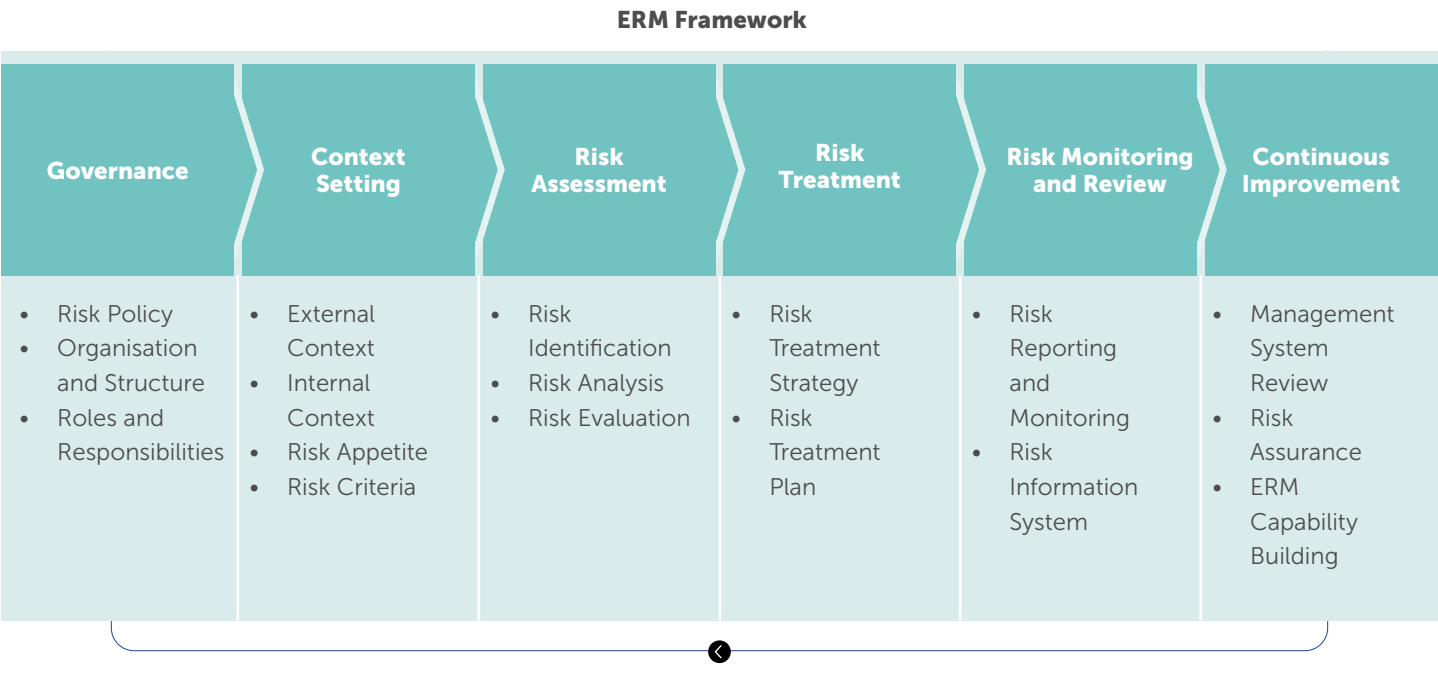 ERM Framework
Governance
Context
Setting
Risk
Assessment
Risk
Treatment
Risk Monitoring
and Review
Continuous
Improvement
• Risk Policy
• Organisation
and Structure
• Roles and
Responsibilities
• External
Context
• Internal
Context
• Risk Appetite
• Risk Criteria
• Risk
Identification
• Risk Analysis
• Risk Evaluation
• Risk
Treatment
Strategy
• Risk
Treatment
Plan
• Risk
Reporting
and
Monitoring
• Risk
Information
System
• Management
System
Review
• Risk
Assurance
• ERM
Capability
Building